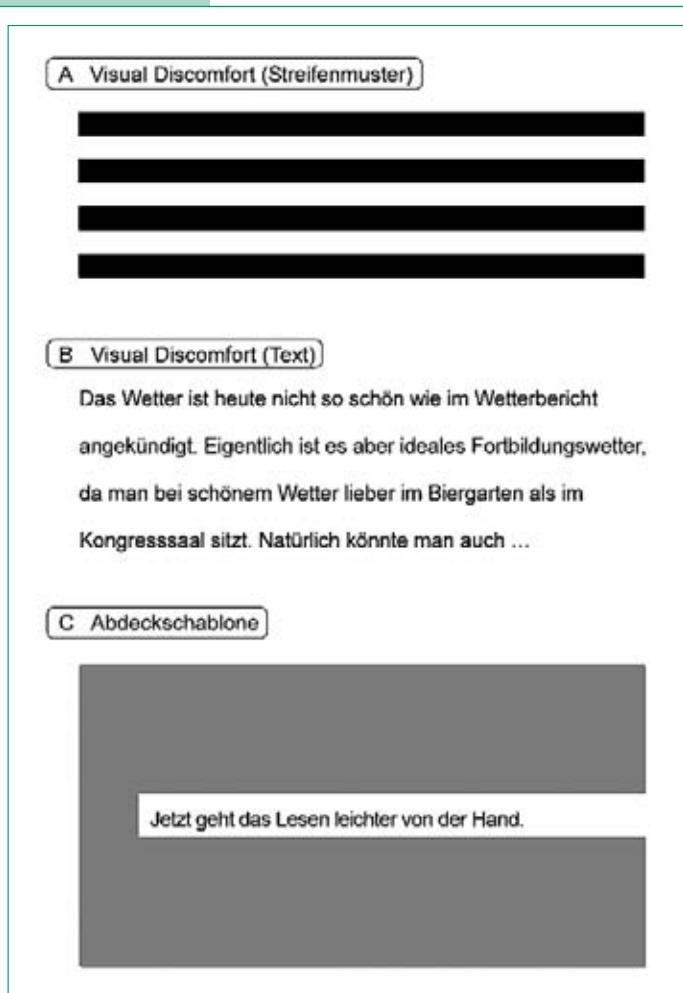 A Visual Discomfort (Streifenmuster)
B Visual Discomfort (Text)
Das Wetter ist heute nicht so schön wie im Wetterbericht
angekündigt. Eigentlich ist es aber ideales Fortbildungswetter,
da man bei schönem Wetter lieber im Biergarten als im
Kongresssaal sitzt. Natürlich könnte man auch ...
C Abdeckschablone
Jetzt geht das Lesen leichter von der Hand.